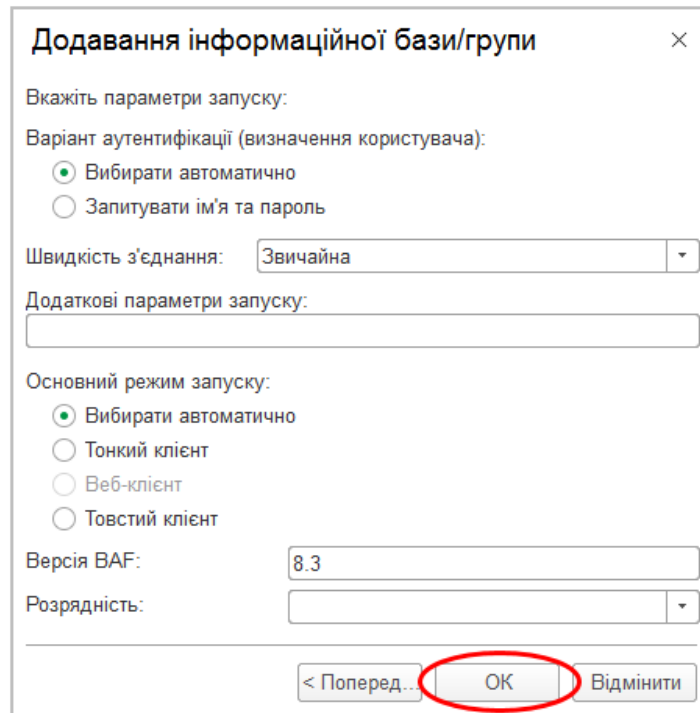 Додавання інформаційної бази/групи
Вкажіть параметри запуску:
Варіант аутентифікації (визначення користувача):
Вибирати автоматично
Запитувати ім'я та пароль
Швидкість з'єднання: Звичайна
Додаткові параметри запуску:
Основний режим запуску:
Вибирати автоматично
Тонкий клієнт
Веб-клієнт
Товстий клієнт
Версія BAF: 8.3
Розрядність:
< Поперед... ОК Відмінити